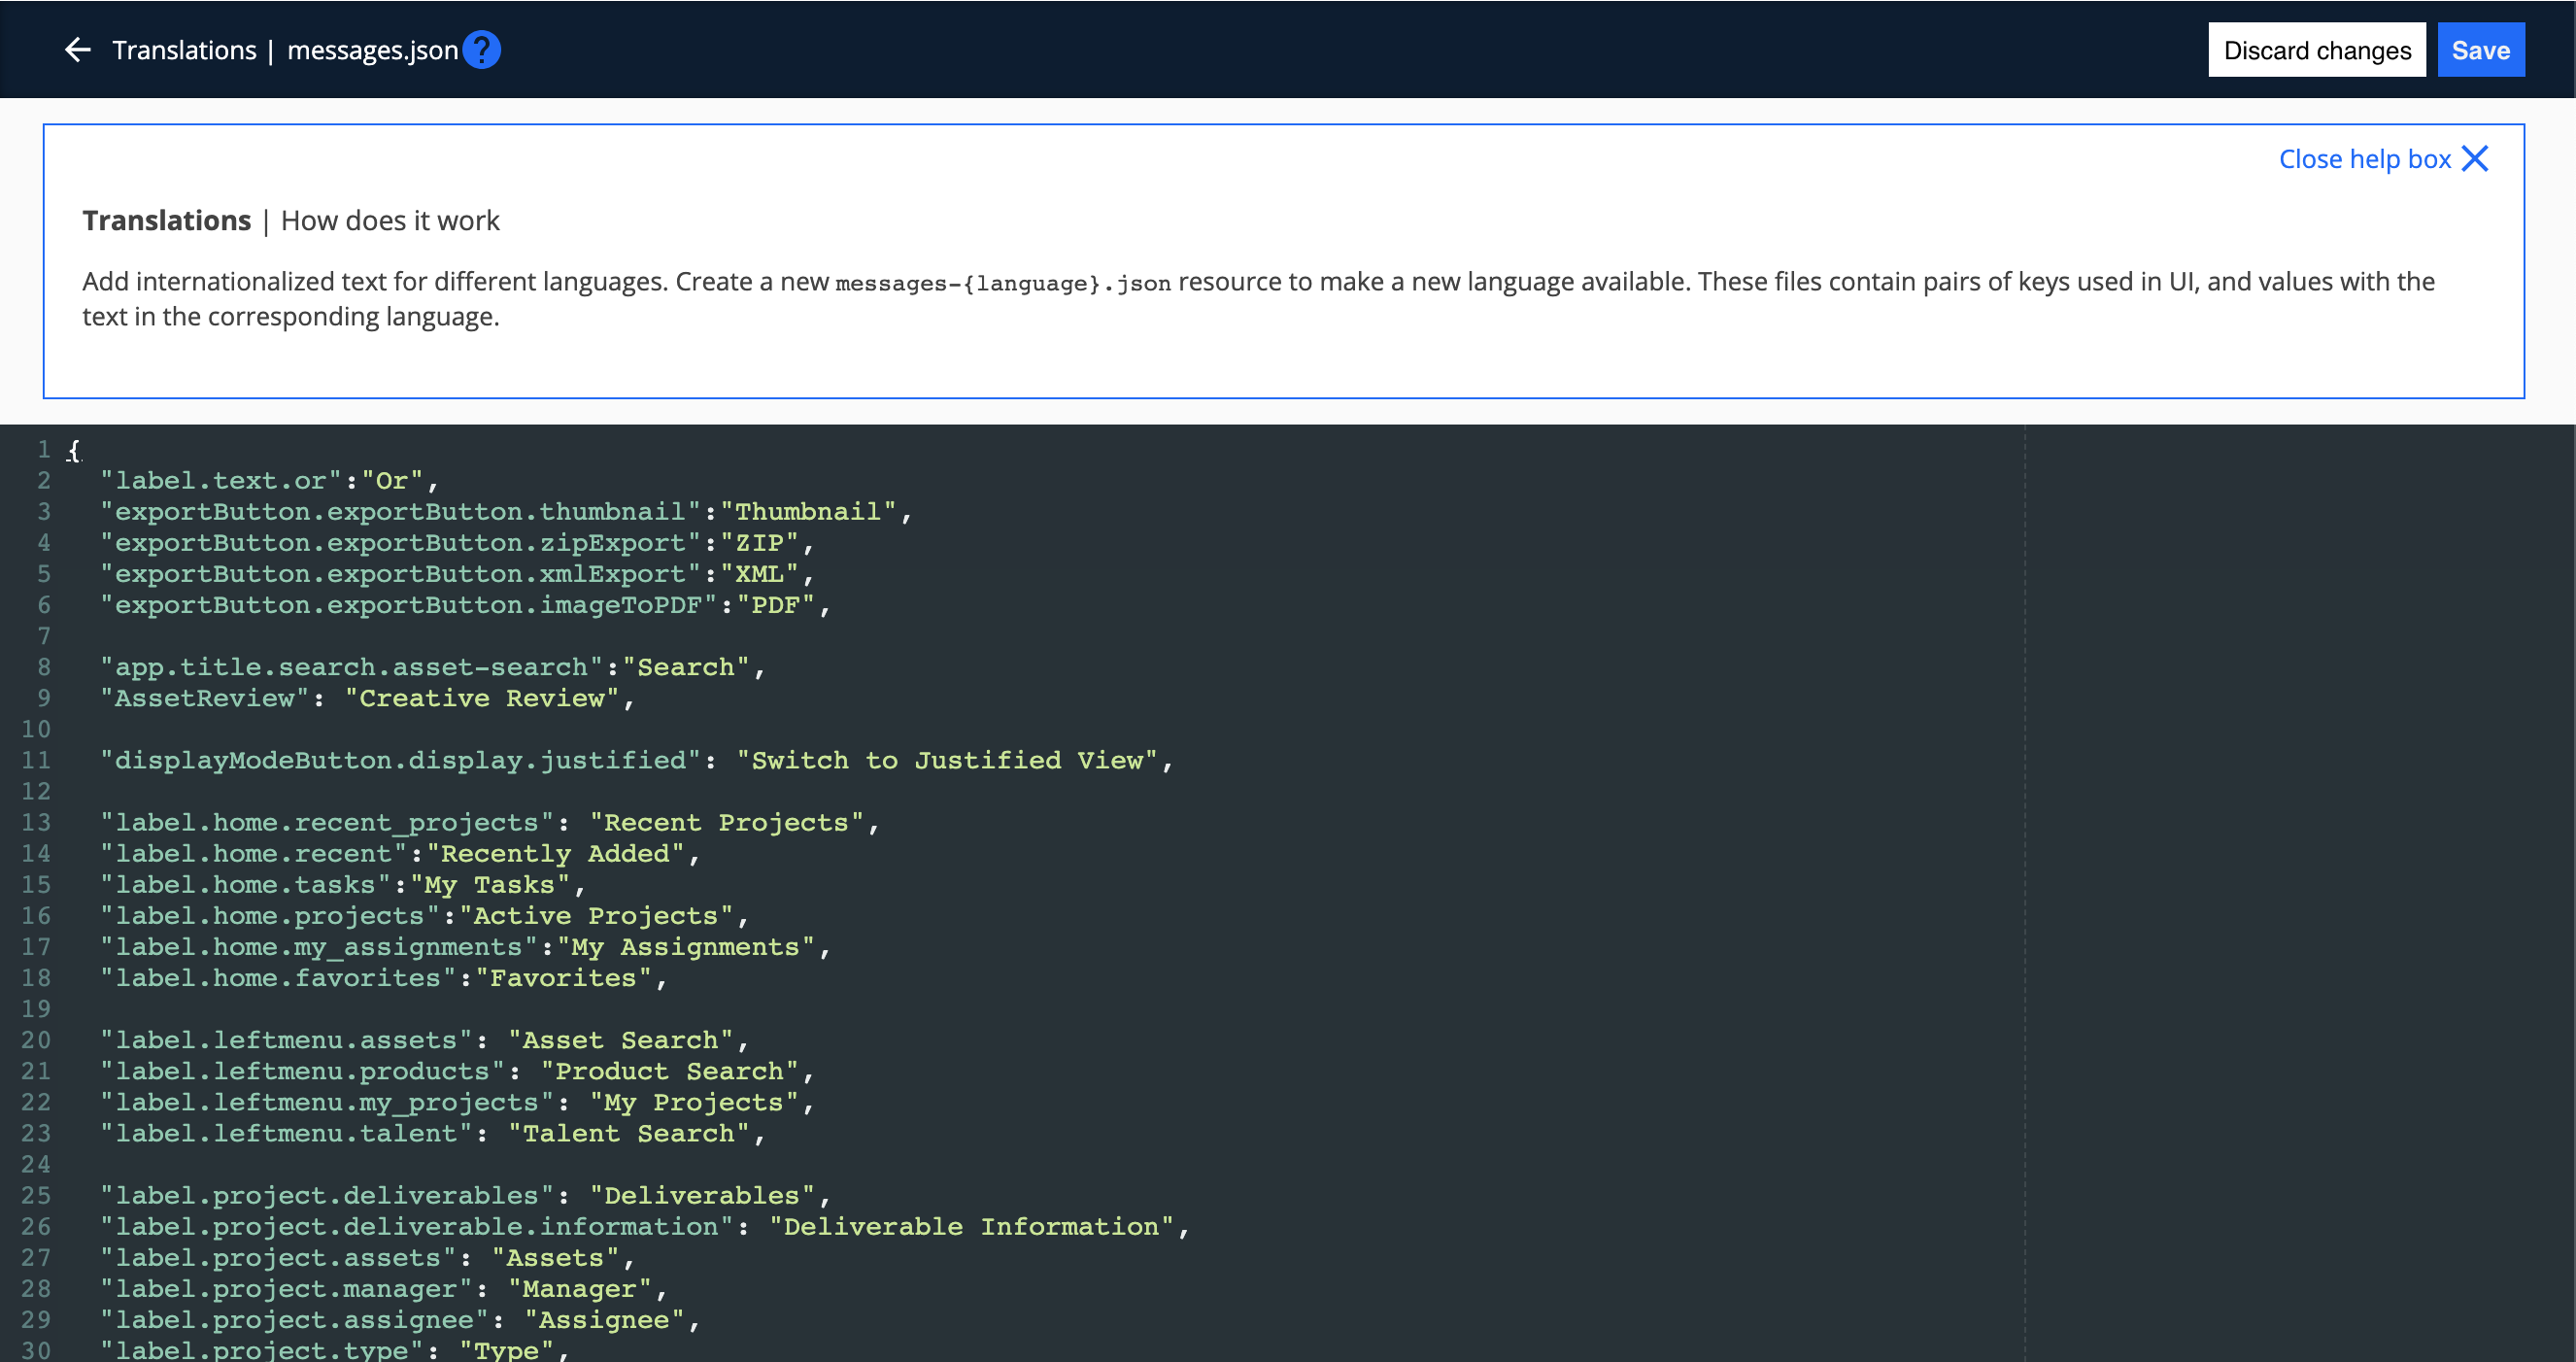 Translations | messages.json ?
Discard changes
Save
Close help box
Translations | How does it work
Add internationalized text for different languages. Create a new messages-{language}.json resource to make a new language available. These files contain pairs of keys used in UI, and values with the
text in the corresponding language.
1 {
2 "label.text.or":"Or",
3 "exportButton.exportButton.thumbnail":"Thumbnail",
4 "exportButton.exportButton.zipExport":"ZIP",
5 "exportButton.exportButton.xmlExport":"XML",
6 "exportButton.exportButton.imageToPDF":"PDF",
7
8 "app.title.search.asset-search":"Search",
9 "AssetReview": "Creative Review",
10
11 "displayModeButton.display.justified": "Switch to Justified View",
12
13 "label.home.recent_projects": "Recent Projects",
14 "label.home.recent":"Recently Added",
15 "label.home.tasks":"My Tasks",
16 "label.home.projects":"Active Projects",
17 "label.home.my_assignments":"My Assignments",
18 "label.home.favorites":"Favorites",
19
20 "label.leftmenu.assets": "Asset Search",
21 "label.leftmenu.products": "Product Search",
22 "label.leftmenu.my_projects": "My Projects",
23 "label.leftmenu.talent": "Talent Search",
24
25 "label.project.deliverables": "Deliverables",
26 "label.project.deliverable.information": "Deliverable Information",
27 "label.project.assets": "Assets",
28 "label.project.manager": "Manager",
29 "label.project.assignee": "Assignee",
30 "label.project.type": "Type",